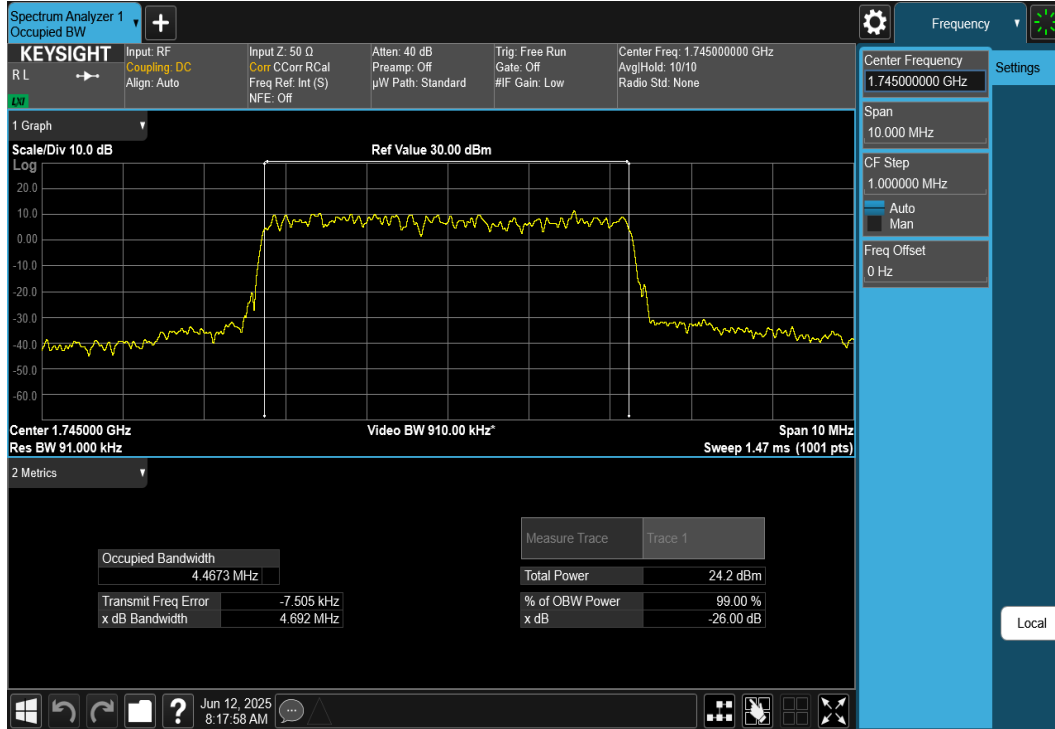 Spectrum Analyzer 1
Occupied BW
Frequency
KEYSIGHT
R L
LXI
Input: RF
Coupling: DC
Align: Auto
Input Z: 50 Ω
Corr CCorr RCal
Freq Ref: Int (S)
NFE: Off
Atten: 40 dB
Preamp: Off
µW Path: Standard
Trig: Free Run
Gate: Off
#IF Gain: Low
Center Freq: 1.745000000 GHz
Avg|Hold: 10/10
Radio Std: None
Center Frequency
1.745000000 GHz
Settings
Span
10.000 MHz
CF Step
1.000000 MHz
Auto
Man
Freq Offset
0 Hz
Local
1 Graph
Scale/Div 10.0 dB
Ref Value 30.00 dBm
Log
20.0
10.0
0.00
-10.0
-20.0
-30.0
-40.0
-50.0
-60.0
Center 1.745000 GHz
Video BW 910.00 kHz*
Span 10 MHz
Res BW 91.000 kHz
Sweep 1.47 ms (1001 pts)
2 Metrics
Measure Trace
Trace 1
Occupied Bandwidth
4.4673 MHz
Total Power
24.2 dBm
Transmit Freq Error
-7.505 kHz
% of OBW Power
99.00 %
x dB Bandwidth
4.692 MHz
x dB
-26.00 dB
Jun 12, 2025
8:17:58 AM